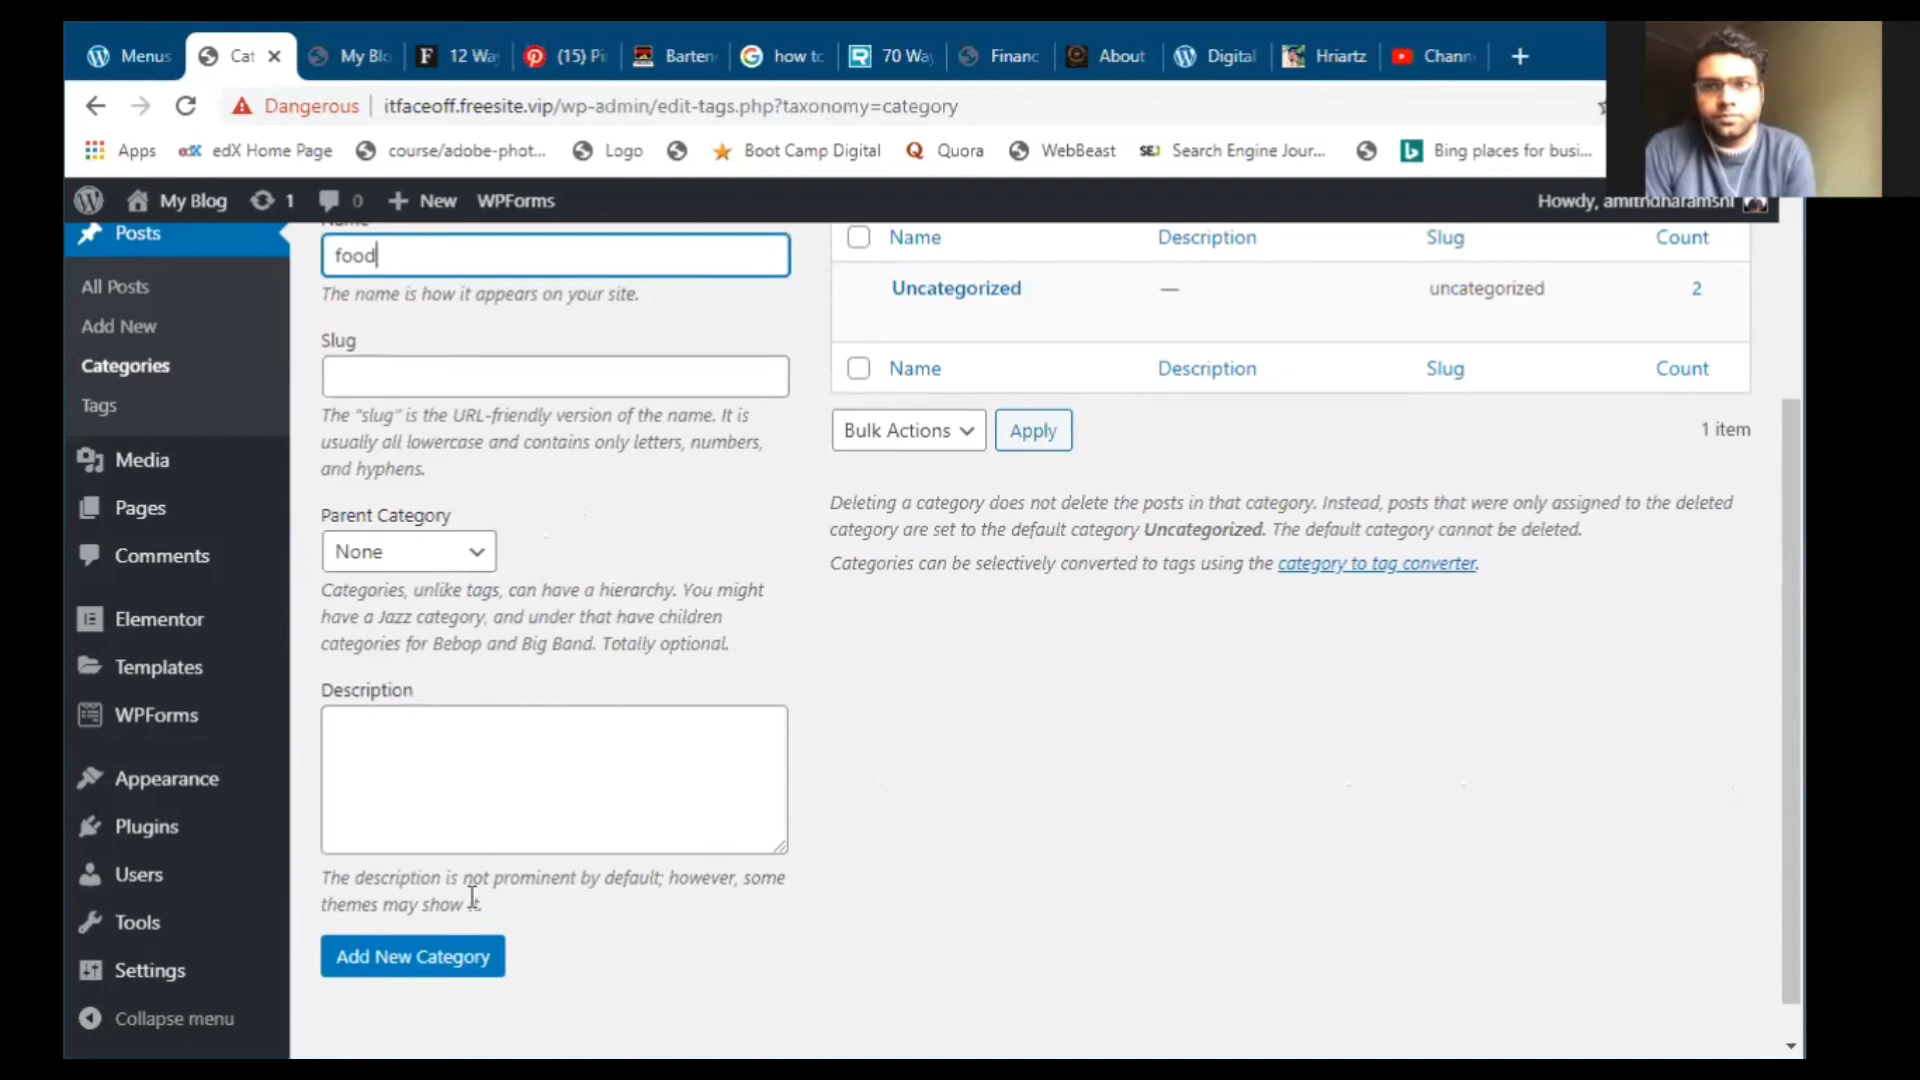 Menus
Cat
My Blo
12 Wa
(15) Pi
Barten
how to
70 Wa
Financ
About
Digital
Hriartz
Chann
Dangerous
itfaceoff.freesite.vip/wp-admin/edit-tags.php?taxonomy=category
Apps
edX Home Page
course/adobe-phot...
Logo
Boot Camp Digital
Quora
WebBeast
Search Engine Jour...
Bing places for busi...
My Blog
1
0
New
WPForms
Howdy, amitndharamshi
Posts
All Posts
Add New
Categories
Tags
Media
Pages
Comments
Elementor
Templates
WPForms
Appearance
Plugins
Users
Tools
Settings
Collapse menu
Name
food
The name is how it appears on your site.
Slug
The "slug" is the URL-friendly version of the name. It is
usually all lowercase and contains only letters, numbers,
and hyphens.
Parent Category
None
Categories, unlike tags, can have a hierarchy. You might
have a Jazz category, and under that have children
categories for Bebop and Big Band. Totally optional.
Description
The description is not prominent by default; however, some
themes may show it.
Add New Category
Name Description Slug Count
Uncategorized — uncategorized 2
Name Description Slug Count
Bulk Actions
Apply
1 item
Deleting a category does not delete the posts in that category. Instead, posts that were only assigned to the deleted
category are set to the default category Uncategorized. The default category cannot be deleted.
Categories can be selectively converted to tags using the category to tag converter.